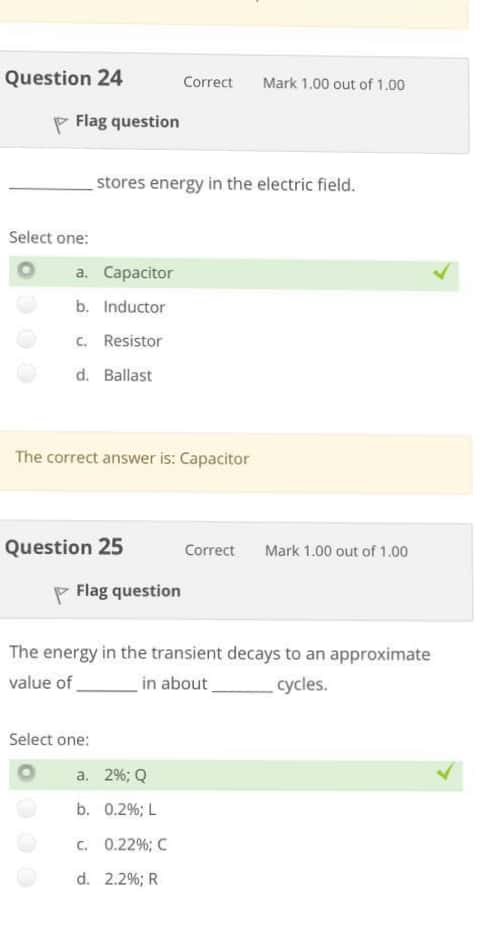 Question 24 Correct Mark 1.00 out of 1.00
Flag question
_________ stores energy in the electric field.
Select one:
a. Capacitor
b. Inductor
c. Resistor
d. Ballast
The correct answer is: Capacitor
Question 25 Correct Mark 1.00 out of 1.00
Flag question
The energy in the transient decays to an approximate
value of ______ in about ______ cycles.
Select one:
a. 2%; Q
b. 0.2%; L
c. 0.22%; C
d. 2.2%; R